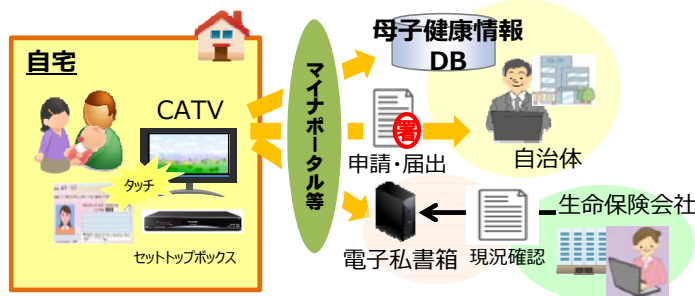 自宅
CATV
タッチ
セットトップボックス
マイナポータル等
母子健康情報
DB
署
申請・届出
自治体
電子私書箱
現況確認
生命保険会社